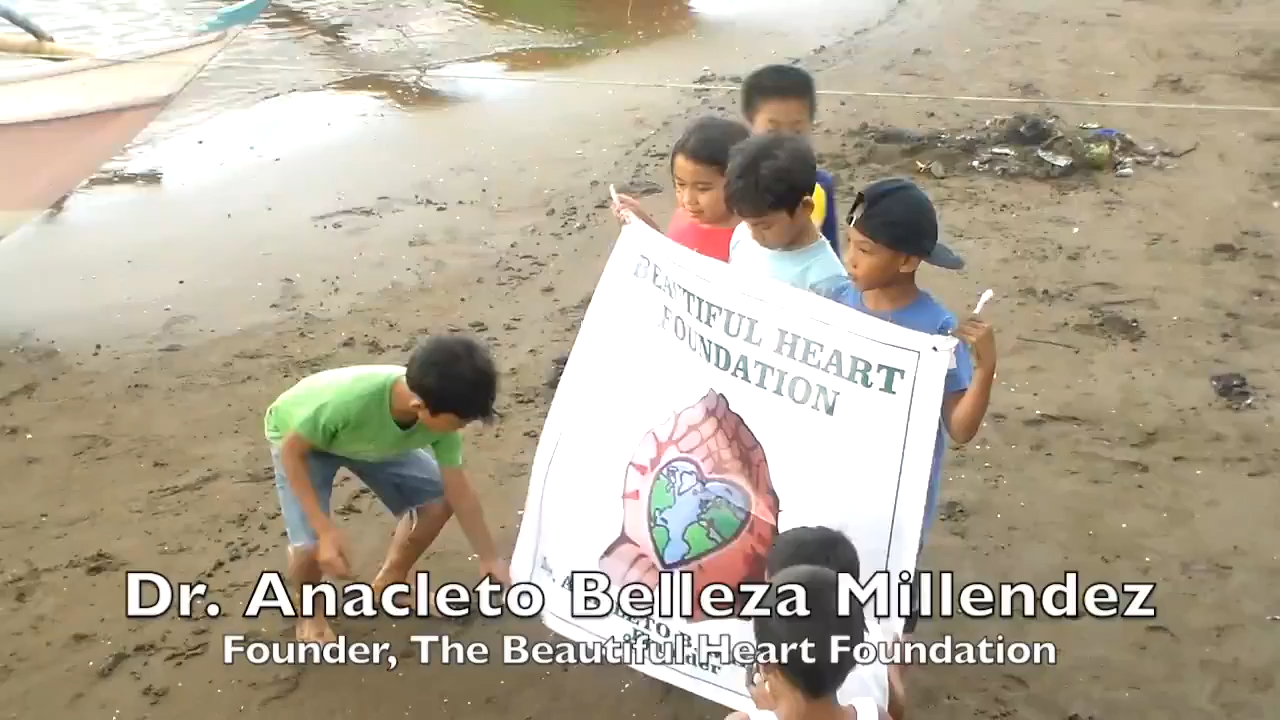 BEAUTIFUL HEART
FOUNDATION
Dr. Anacleto Belleza Millendez
Founder, The Beautiful Heart Foundation